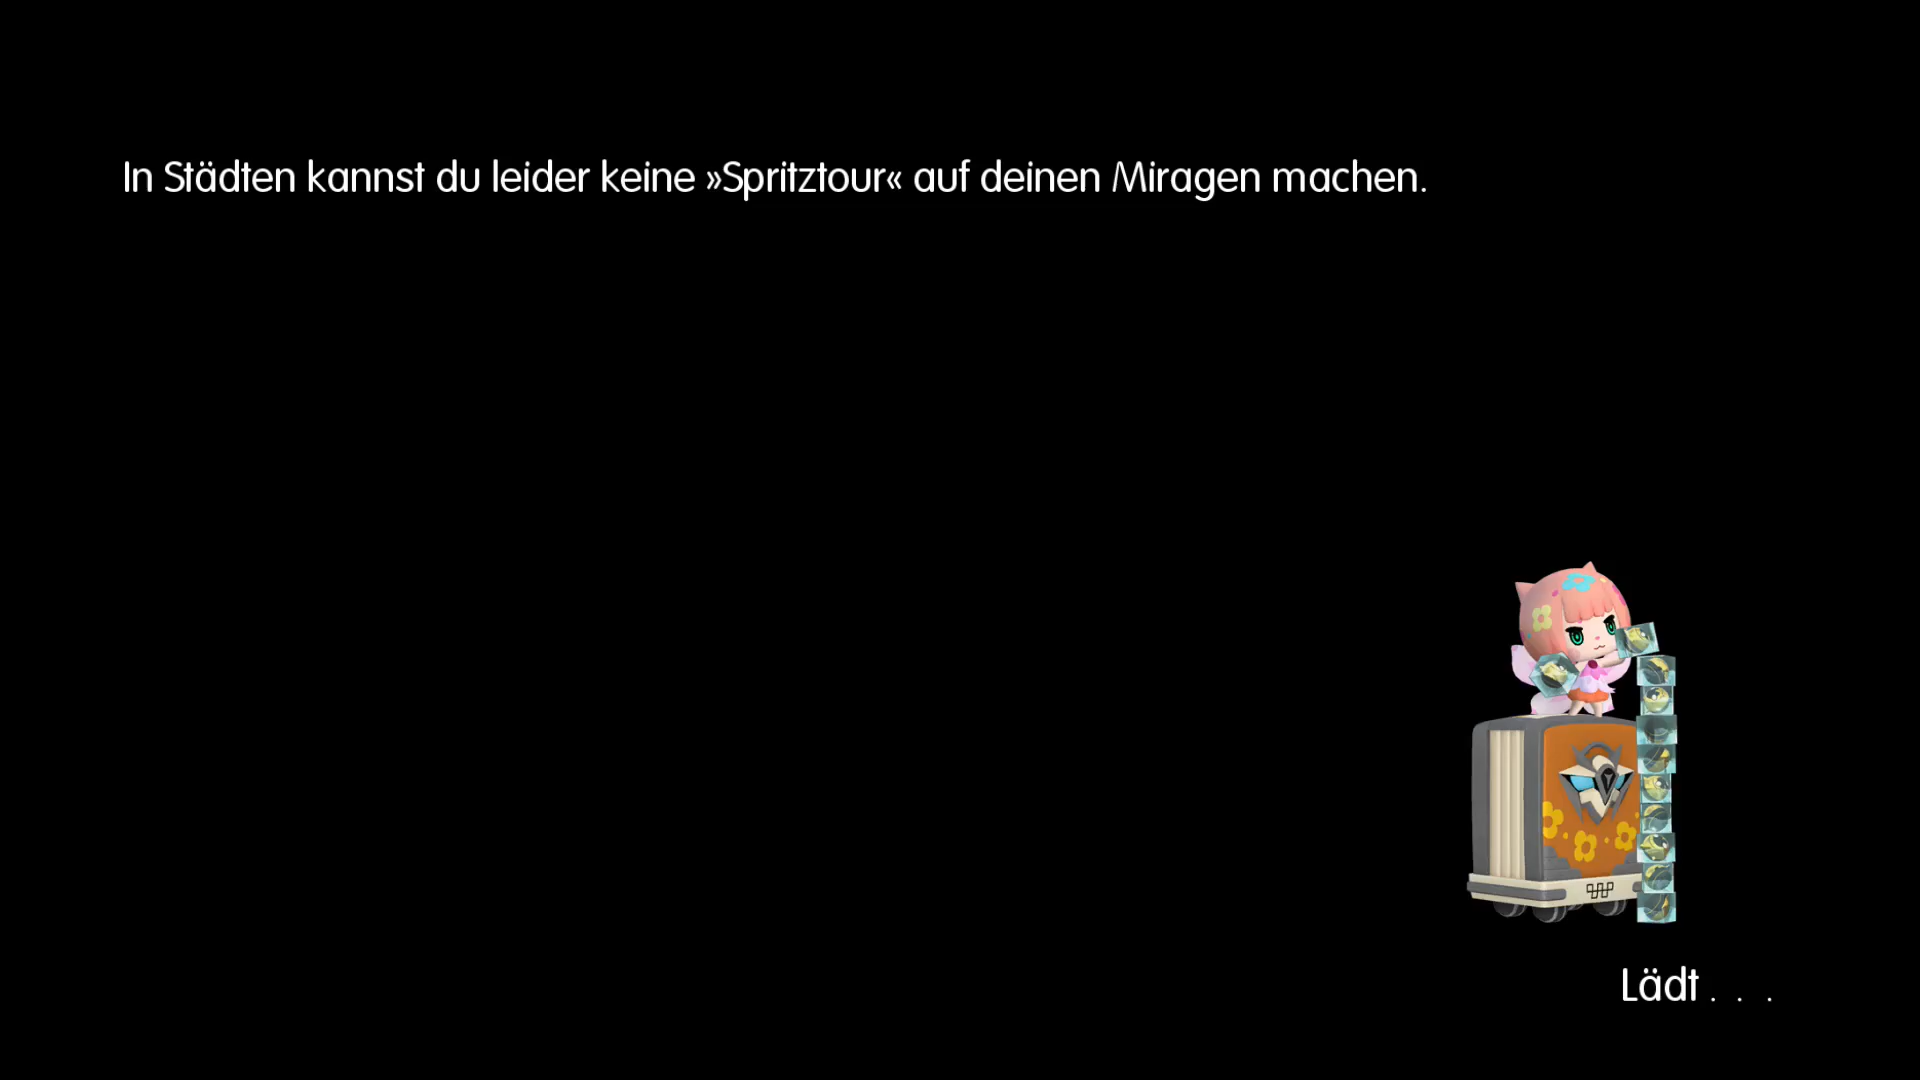 In Städten kannst du leider keine »Spritztour« auf deinen Miragen machen.
Lädt . . .